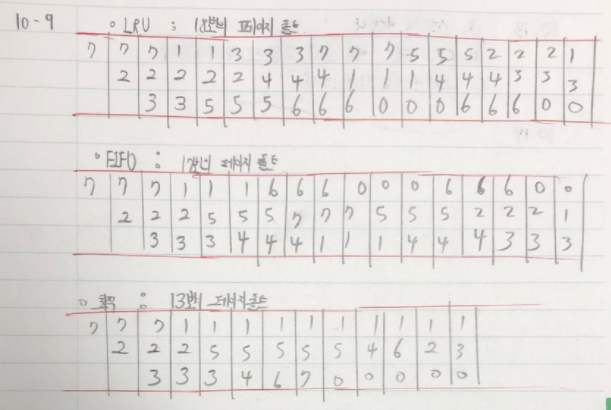 10-9 ○ LRU : 18번의 페이지 폴트
7 7 7 1 1 3 3 3 7 7 7 5 5 5 2 2 2 1
2 2 2 2 2 4 4 4 1 1 1 4 4 4 3 3 3
3 3 5 5 5 6 6 6 0 0 0 6 6 6 0 0
○ FIFO : 17번의 페이지 폴트
7 7 7 1 1 1 6 6 6 0 0 0 6 6 6 0 0
2 2 2 5 5 5 7 7 7 5 5 5 2 2 2 1
3 3 3 4 4 4 1 1 1 4 4 4 3 3 3
○ 최적 : 13번의 페이지 폴트
7 7 7 1 1 1 1 1 1 1 1 1 1
2 2 2 5 5 5 5 5 4 6 2 3
3 3 3 4 6 7 0 0 0 0 0